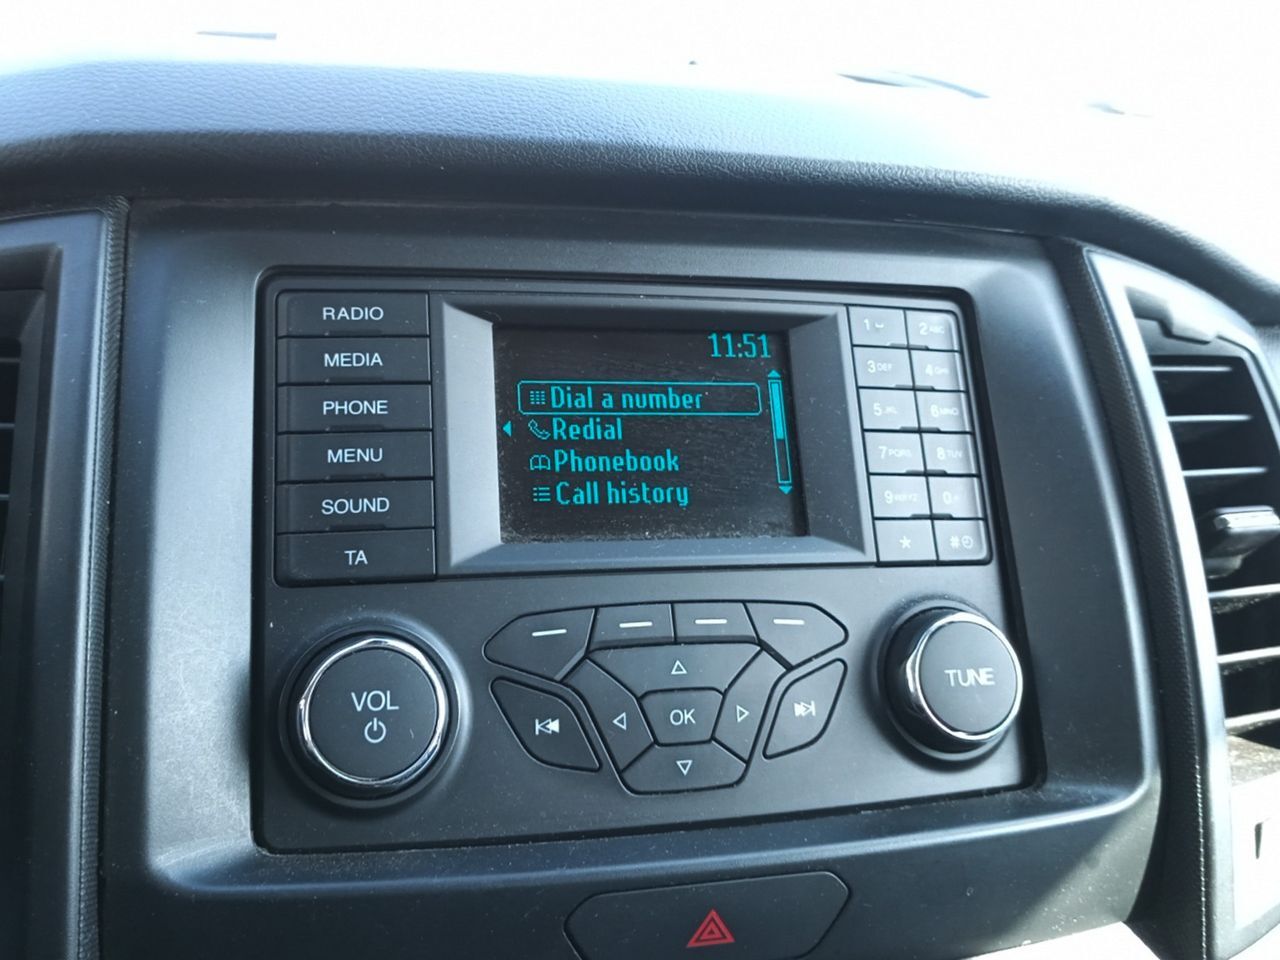 RADIO
MEDIA
PHONE
MENU
SOUND
TA
11:51
Dial a number
Redial
Phonebook
Call history
1
2 ABC
3 DEF
4 GHI
5 JKL
6 MNO
7 PQRS
8 TUV
9 WXYZ
0
*
#
VOL
OK
TUNE